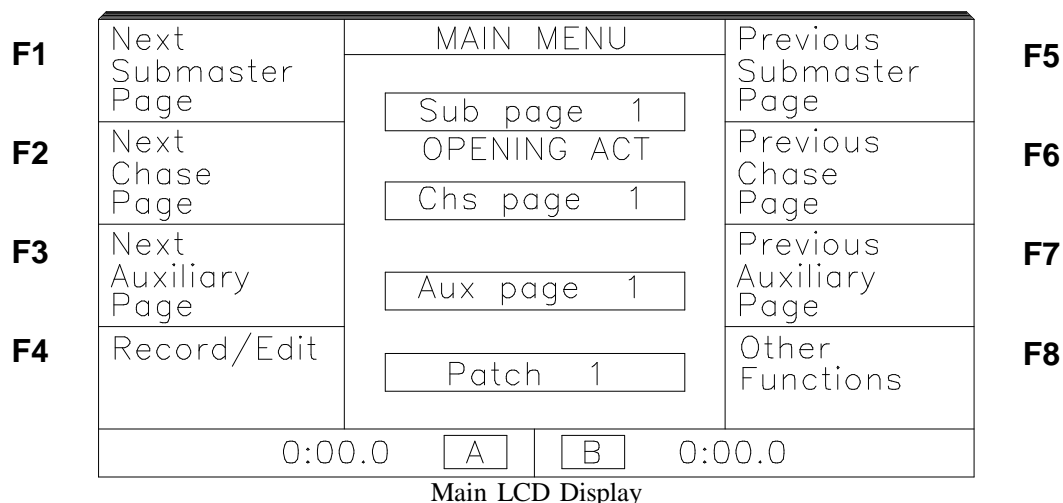 F1
Next
Submaster
Page
F2
Next
Chase
Page
F3
Next
Auxiliary
Page
F4
Record/Edit
MAIN MENU
Sub page 1
OPENING ACT
Chs page 1
Aux page 1
Patch 1
Previous
Submaster
Page
F5
Previous
Chase
Page
F6
Previous
Auxiliary
Page
F7
Other
Functions
F8
0:00.0 A B 0:00.0
Main LCD Display